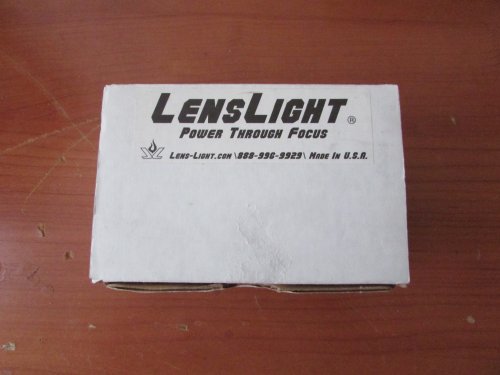 LensLight®
Power Through Focus
Lens-Light.com \888-996-9929\ Made In U.S.A.